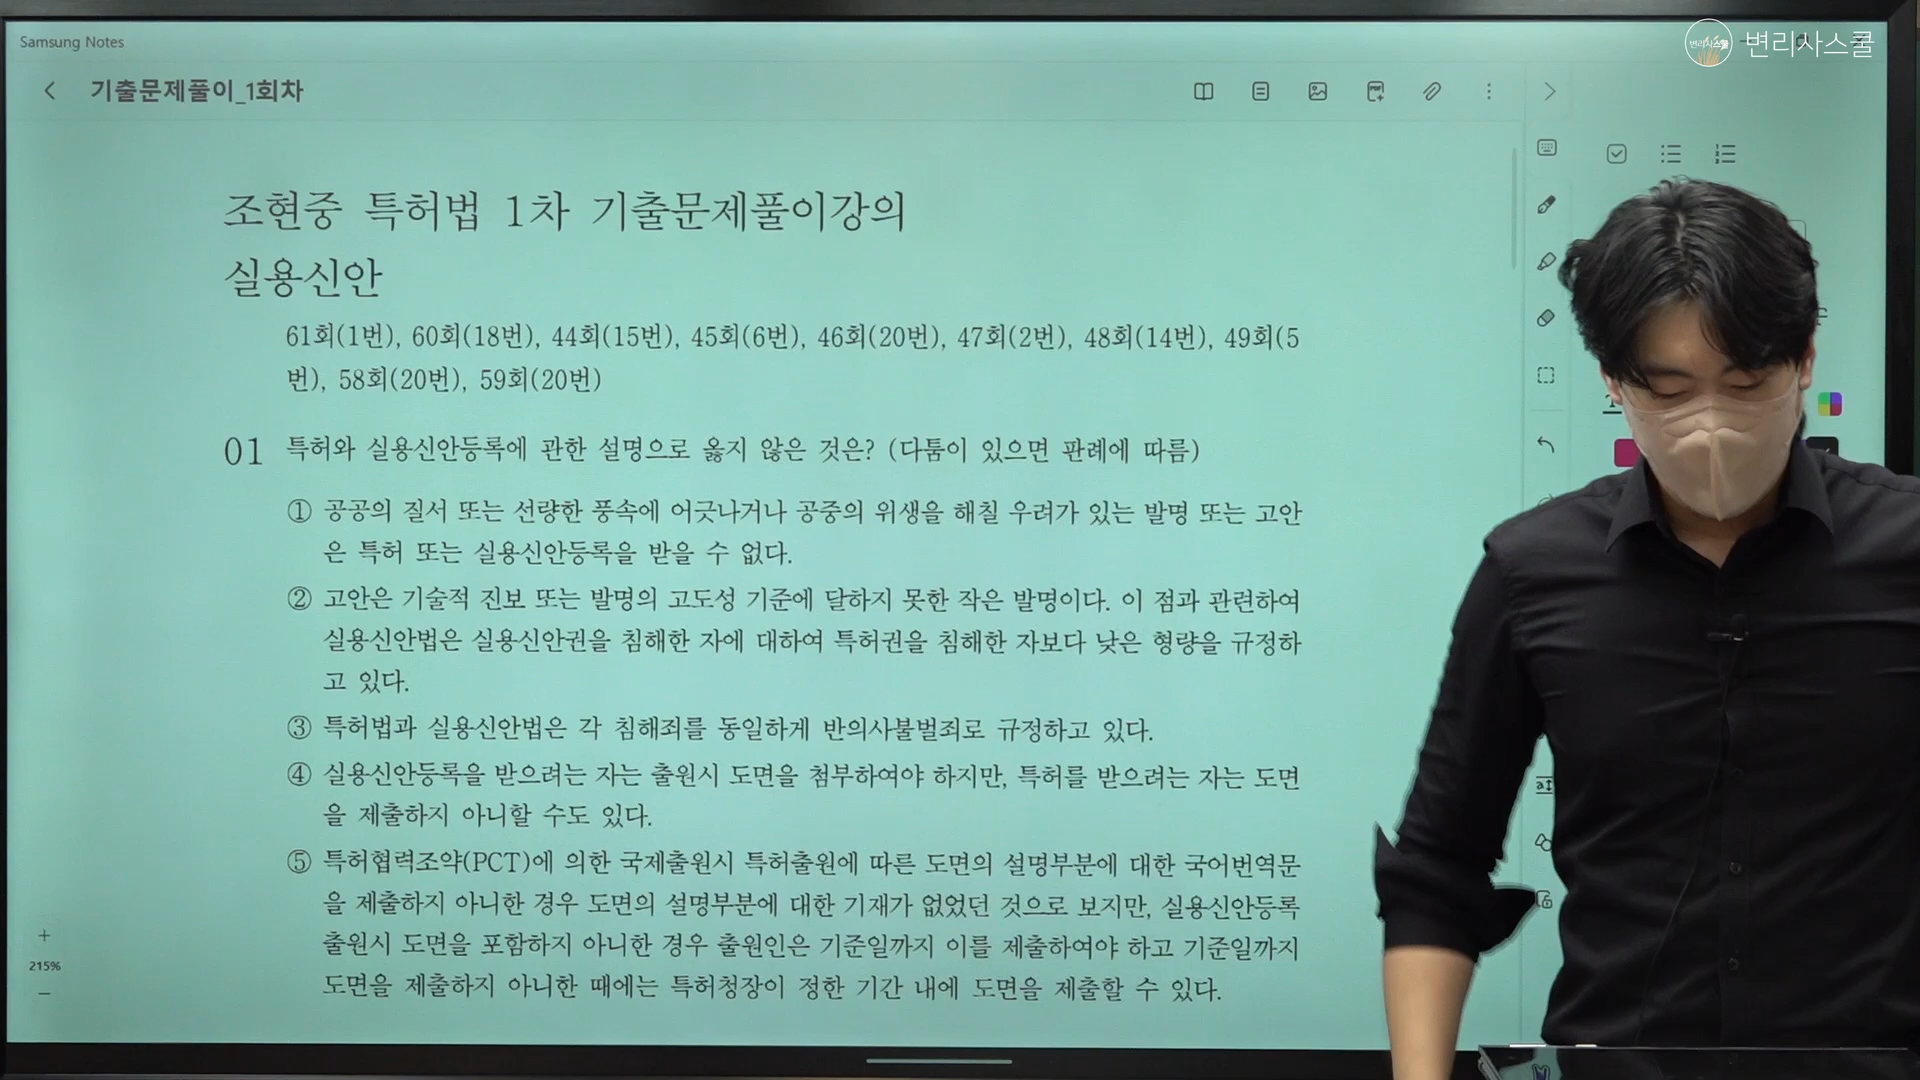 Samsung Notes
변리사스쿨 변리사스쿨
기출문제풀이_1회차
조현중 특허법 1차 기출문제풀이강의
실용신안
61회(1번), 60회(18번), 44회(15번), 45회(6번), 46회(20번), 47회(2번), 48회(14번), 49회(5
번), 58회(20번), 59회(20번)
01 특허와 실용신안등록에 관한 설명으로 옳지 않은 것은? (다툼이 있으면 판례에 따름)
① 공공의 질서 또는 선량한 풍속에 어긋나거나 공중의 위생을 해칠 우려가 있는 발명 또는 고안
은 특허 또는 실용신안등록을 받을 수 없다.
② 고안은 기술적 진보 또는 발명의 고도성 기준에 달하지 못한 작은 발명이다. 이 점과 관련하여
실용신안법은 실용신안권을 침해한 자에 대하여 특허권을 침해한 자보다 낮은 형량을 규정하
고 있다.
③ 특허법과 실용신안법은 각 침해죄를 동일하게 반의사불벌죄로 규정하고 있다.
④ 실용신안등록을 받으려는 자는 출원시 도면을 첨부하여야 하지만, 특허를 받으려는 자는 도면
을 제출하지 아니할 수도 있다.
⑤ 특허협력조약(PCT)에 의한 국제출원시 특허출원에 따른 도면의 설명부분에 대한 국어번역문
을 제출하지 아니한 경우 도면의 설명부분에 대한 기재가 없었던 것으로 보지만, 실용신안등록
출원시 도면을 포함하지 아니한 경우 출원인은 기준일까지 이를 제출하여야 하고 기준일까지
도면을 제출하지 아니한 때에는 특허청장이 정한 기간 내에 도면을 제출할 수 있다.
215%